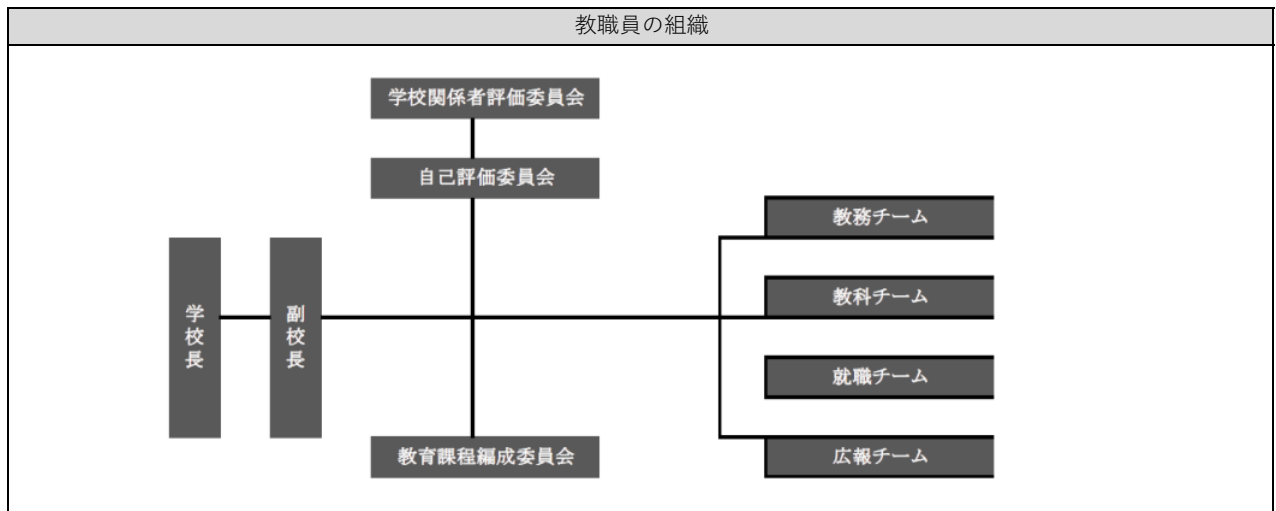 教職員の組織
学校関係者評価委員会
自己評価委員会
学校長
副校長
教務チーム
教科チーム
就職チーム
広報チーム
教育課程編成委員会